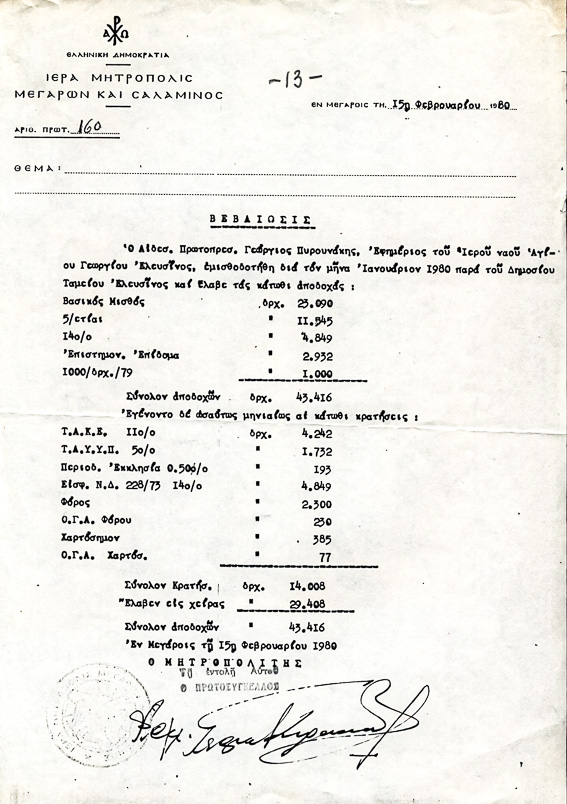 Α ☧ Ω
ΕΛΛΗΝΙΚΗ ΔΗΜΟΚΡΑΤΙΑ
ΙΕΡΑ ΜΗΤΡΟΠΟΛΙΣ
ΜΕΓΑΡΩΝ ΚΑΙ ΣΑΛΑΜΙΝΟΣ
-13-
ΕΝ ΜΕΓΑΡΟΙΣ ΤΗ. 15η Φεβρουαρίου 1980
ΑΡΙΘ. ΠΡΩΤ. 160
ΘΕΜΑ:
ΒΕΒΑΙΩΣΙΣ
Ὁ Αἰδεσ. Πρωτοπρεσ. Γεώργιος Πυρουνάκης, Ἐφημέριος τοῦ Ἱεροῦ ναοῦ Ἁγί-
ου Γεωργίου Ἐλευσῖνος, ἐμισθοδοτήθη διά τόν μῆνα Ἰανουάριον 1980 παρά τοῦ Δημοσίου
Ταμείου Ἐλευσῖνος καί ἔλαβε τάς κάτωθι ἀποδοχάς :
Βασικός Μισθός δρχ. 23.090
5/ετίαι " 11.545
14ο/ο " 4.849
Ἐπιστημον. Ἐπίδομα " 2.932
1000/δρχ./79 " 1.000
Σύνολον ἀποδοχῶν δρχ. 43.416
Ἐγένοντο δέ ὡσαύτως μηνιαίως αἱ κάτωθι κρατήσεις :
Τ.Α.Κ.Ε. 11ο/ο δρχ. 4.242
Τ.Α.Υ.Υ.Π. 5ο/ο " 1.732
Περιοδ. Ἐκκλησία 0.50ο/ο " 193
Εἰσφ. Ν.Δ. 228/73 14ο/ο " 4.849
Φόρος " 2.300
Ο.Γ.Α. Φόρου " 230
Χαρτόσημον " 385
Ο.Γ.Α. Χαρτόσ. " 77
Σύνολον Κρατήσ. δρχ. 14.008
Ἔλαβεν εἰς χεῖρας " 29.408
Σύνολον ἀποδοχῶν " 43.416
Ἐν Μεγάροις τῇ 15η Φεβρουαρίου 1980
Ο ΜΗΤΡΟΠΟΛΙΤΗΣ
Τῇ ἐντολῇ Αὐτοῦ
Ο ΠΡΩΤΟΣΥΓΚΕΛΛΟΣ